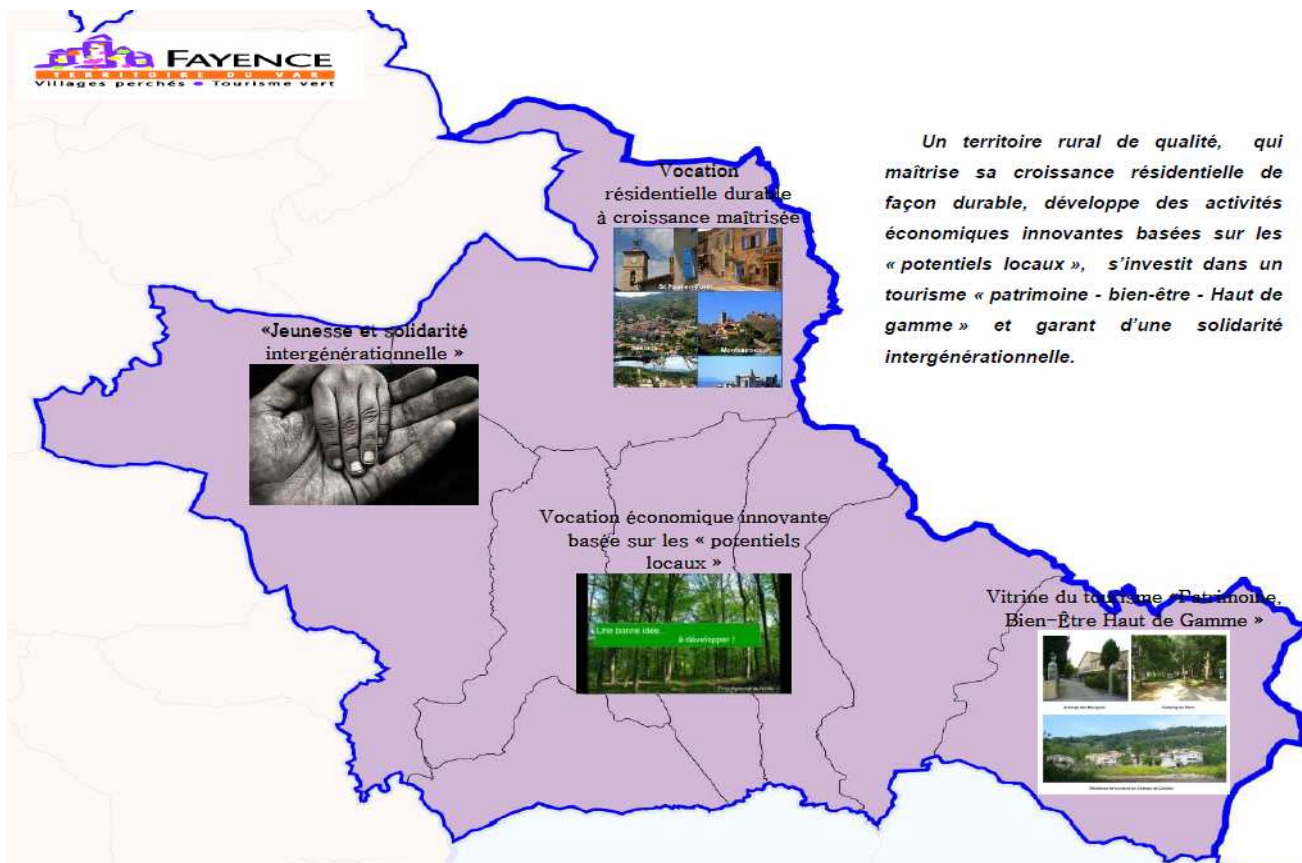 FAYENCE
TERRITOIRE DU VAR
Villages perchés • Tourisme vert
Un territoire rural de qualité, qui
maîtrise sa croissance résidentielle de
façon durable, développe des activités
économiques innovantes basées sur les
« potentiels locaux », s'investit dans un
tourisme « patrimoine - bien-être - Haut de
gamme » et garant d'une solidarité
intergénérationnelle.
Vocation
résidentielle durable
à croissance maîtrisée
«Jeunesse et solidarité
intergénérationnelle »
Vocation économique innovante
basée sur les « potentiels
locaux »
Une bonne idée...
à développer !
Vitrine du tourisme «Patrimoine,
Bien-Être Haut de Gamme »